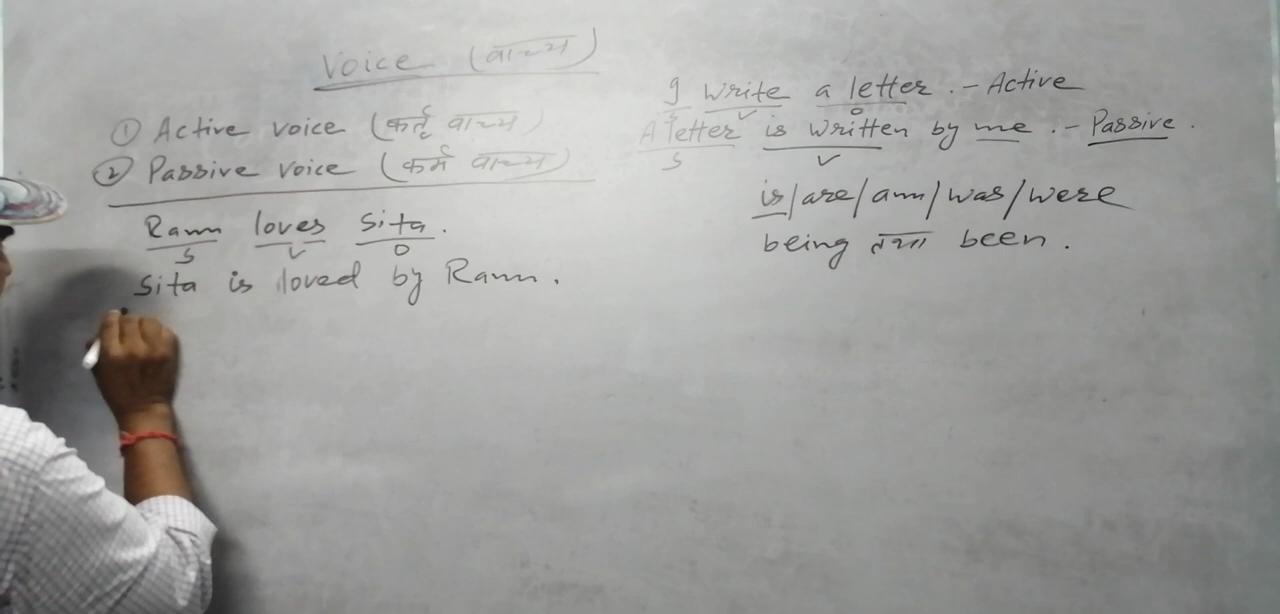 Voice (वाच्य)
① Active voice (कर्तृ वाच्य)
② Passive voice (कर्म वाच्य)
Ram loves Sita.
S V O
Sita is loved by Ram.
I write a letter. - Active
S V O
A letter is written by me. - Passive.
S V
is/are/am/was/were
being तथा been.